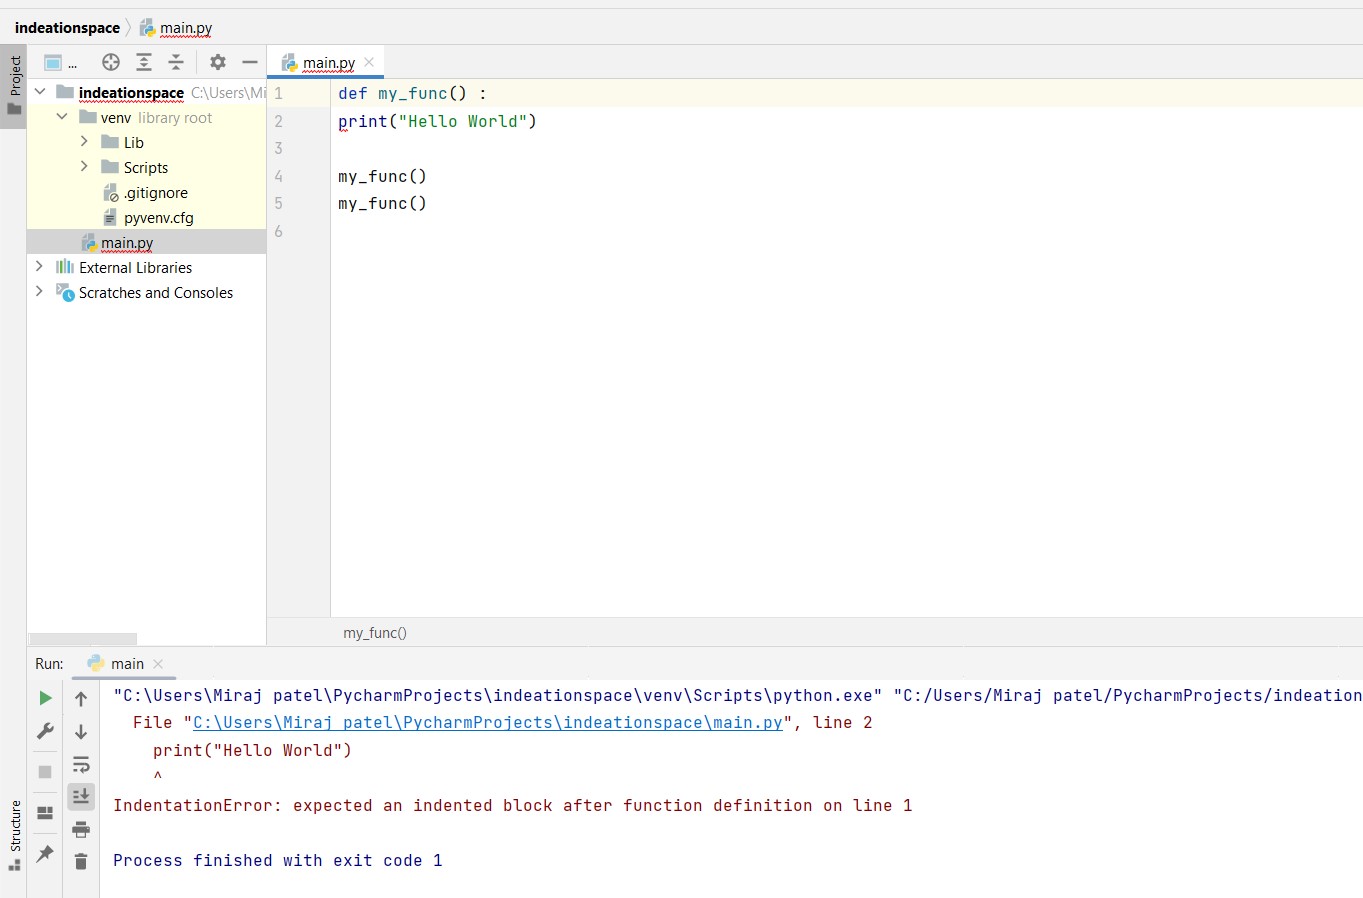 indeationspace main.py
Project
...
main.py
indeationspace C:\Users\Mi
venv library root
Lib
Scripts
.gitignore
pyvenv.cfg
main.py
External Libraries
Scratches and Consoles
1 def my_func() :
2 print("Hello World")
3
4 my_func()
5 my_func()
6
my_func()
Run: main
Structure
"C:\Users\Miraj patel\PycharmProjects\indeationspace\venv\Scripts\python.exe" "C:/Users/Miraj patel/PycharmProjects/indeation
File "C:\Users\Miraj patel\PycharmProjects\indeationspace\main.py", line 2
print("Hello World")
^
IndentationError: expected an indented block after function definition on line 1
Process finished with exit code 1